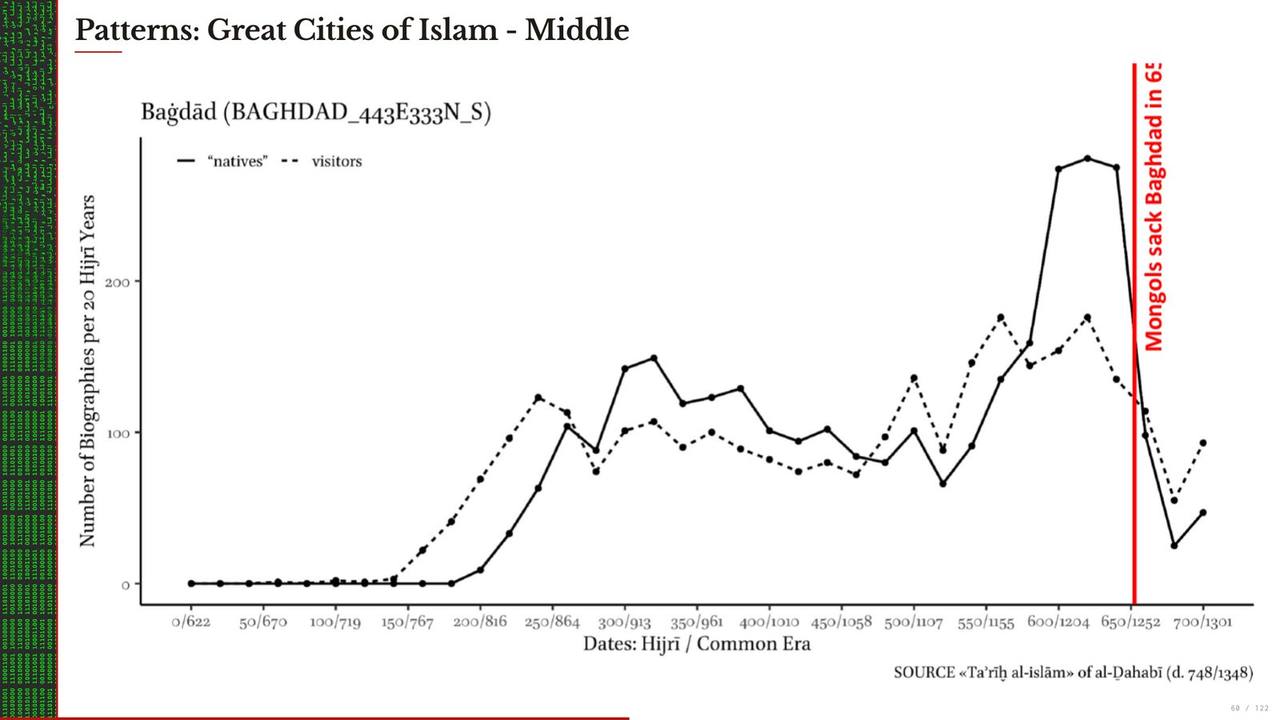 Patterns: Great Cities of Islam - Middle
Baġdād (BAGHDAD_443E333N_S)
"natives" visitors
Mongols sack Baghdad in 65
Number of Biographies per 20 Hijrī Years
200
100
0
0/622 50/670 100/719 150/767 200/816 250/864 300/913 350/961 400/1010 450/1058 500/1107 550/1155 600/1204 650/1252 700/1301
Dates: Hijrī / Common Era
SOURCE «Taʾrīḫ al-islām» of al-Ḏahabī (d. 748/1348)
60 / 122